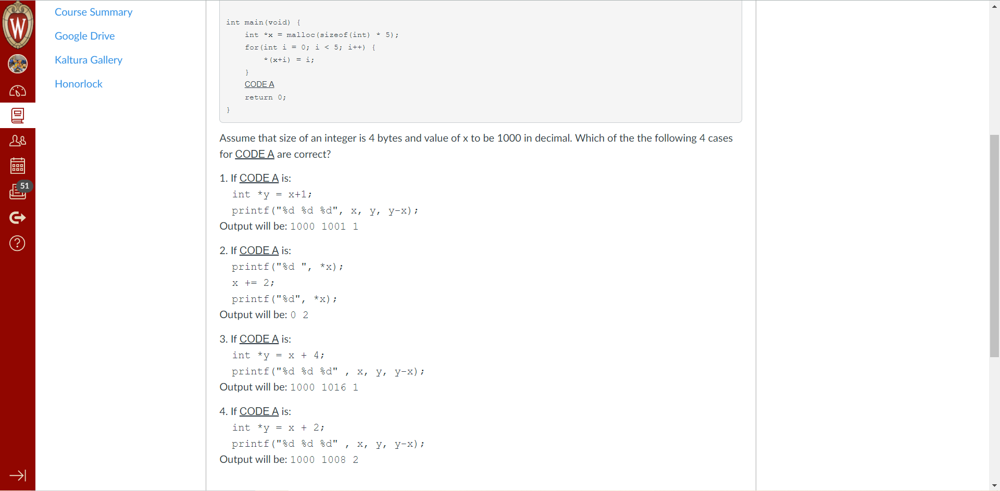 W
51
?
Course Summary
Google Drive
Kaltura Gallery
Honorlock
int main(void) {
int *x = malloc(sizeof(int) * 5);
for(int i = 0; i < 5; i++) {
*(x+i) = i;
}
CODE A
return 0;
}
Assume that size of an integer is 4 bytes and value of x to be 1000 in decimal. Which of the the following 4 cases
for CODE A are correct?
1. If CODE A is:
int *y = x+1;
printf("%d %d %d", x, y, y-x);
Output will be: 1000 1001 1
2. If CODE A is:
printf("%d ", *x);
x += 2;
printf("%d", *x);
Output will be: 0 2
3. If CODE A is:
int *y = x + 4;
printf("%d %d %d" , x, y, y-x);
Output will be: 1000 1016 1
4. If CODE A is:
int *y = x + 2;
printf("%d %d %d" , x, y, y-x);
Output will be: 1000 1008 2